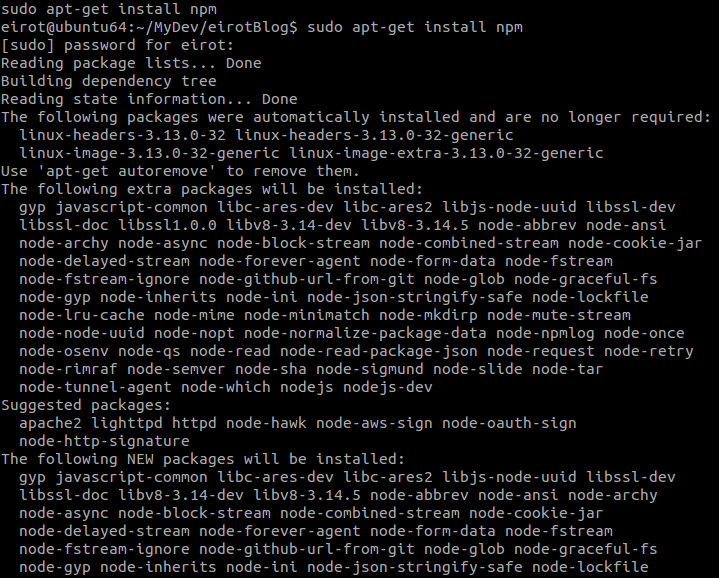 sudo apt-get install npm
eirot@ubuntu64:~/MyDev/eirotBlog$ sudo apt-get install npm
[sudo] password for eirot:
Reading package lists... Done
Building dependency tree
Reading state information... Done
The following packages were automatically installed and are no longer required:
  linux-headers-3.13.0-32 linux-headers-3.13.0-32-generic
  linux-image-3.13.0-32-generic linux-image-extra-3.13.0-32-generic
Use 'apt-get autoremove' to remove them.
The following extra packages will be installed:
  gyp javascript-common libc-ares-dev libc-ares2 libjs-node-uuid libssl-dev
  libssl-doc libssl1.0.0 libv8-3.14-dev libv8-3.14.5 node-abbrev node-ansi
  node-archy node-async node-block-stream node-combined-stream node-cookie-jar
  node-delayed-stream node-forever-agent node-form-data node-fstream
  node-fstream-ignore node-github-url-from-git node-glob node-graceful-fs
  node-gyp node-inherits node-ini node-json-stringify-safe node-lockfile
  node-lru-cache node-mime node-minimatch node-mkdirp node-mute-stream
  node-node-uuid node-nopt node-normalize-package-data node-npmlog node-once
  node-osenv node-qs node-read node-read-package-json node-request node-retry
  node-rimraf node-semver node-sha node-sigmund node-slide node-tar
  node-tunnel-agent node-which nodejs nodejs-dev
Suggested packages:
  apache2 lighttpd httpd node-hawk node-aws-sign node-oauth-sign
  node-http-signature
The following NEW packages will be installed:
  gyp javascript-common libc-ares-dev libc-ares2 libjs-node-uuid libssl-dev
  libssl-doc libv8-3.14-dev libv8-3.14.5 node-abbrev node-ansi node-archy
  node-async node-block-stream node-combined-stream node-cookie-jar
  node-delayed-stream node-forever-agent node-form-data node-fstream
  node-fstream-ignore node-github-url-from-git node-glob node-graceful-fs
  node-gyp node-inherits node-ini node-json-stringify-safe node-lockfile